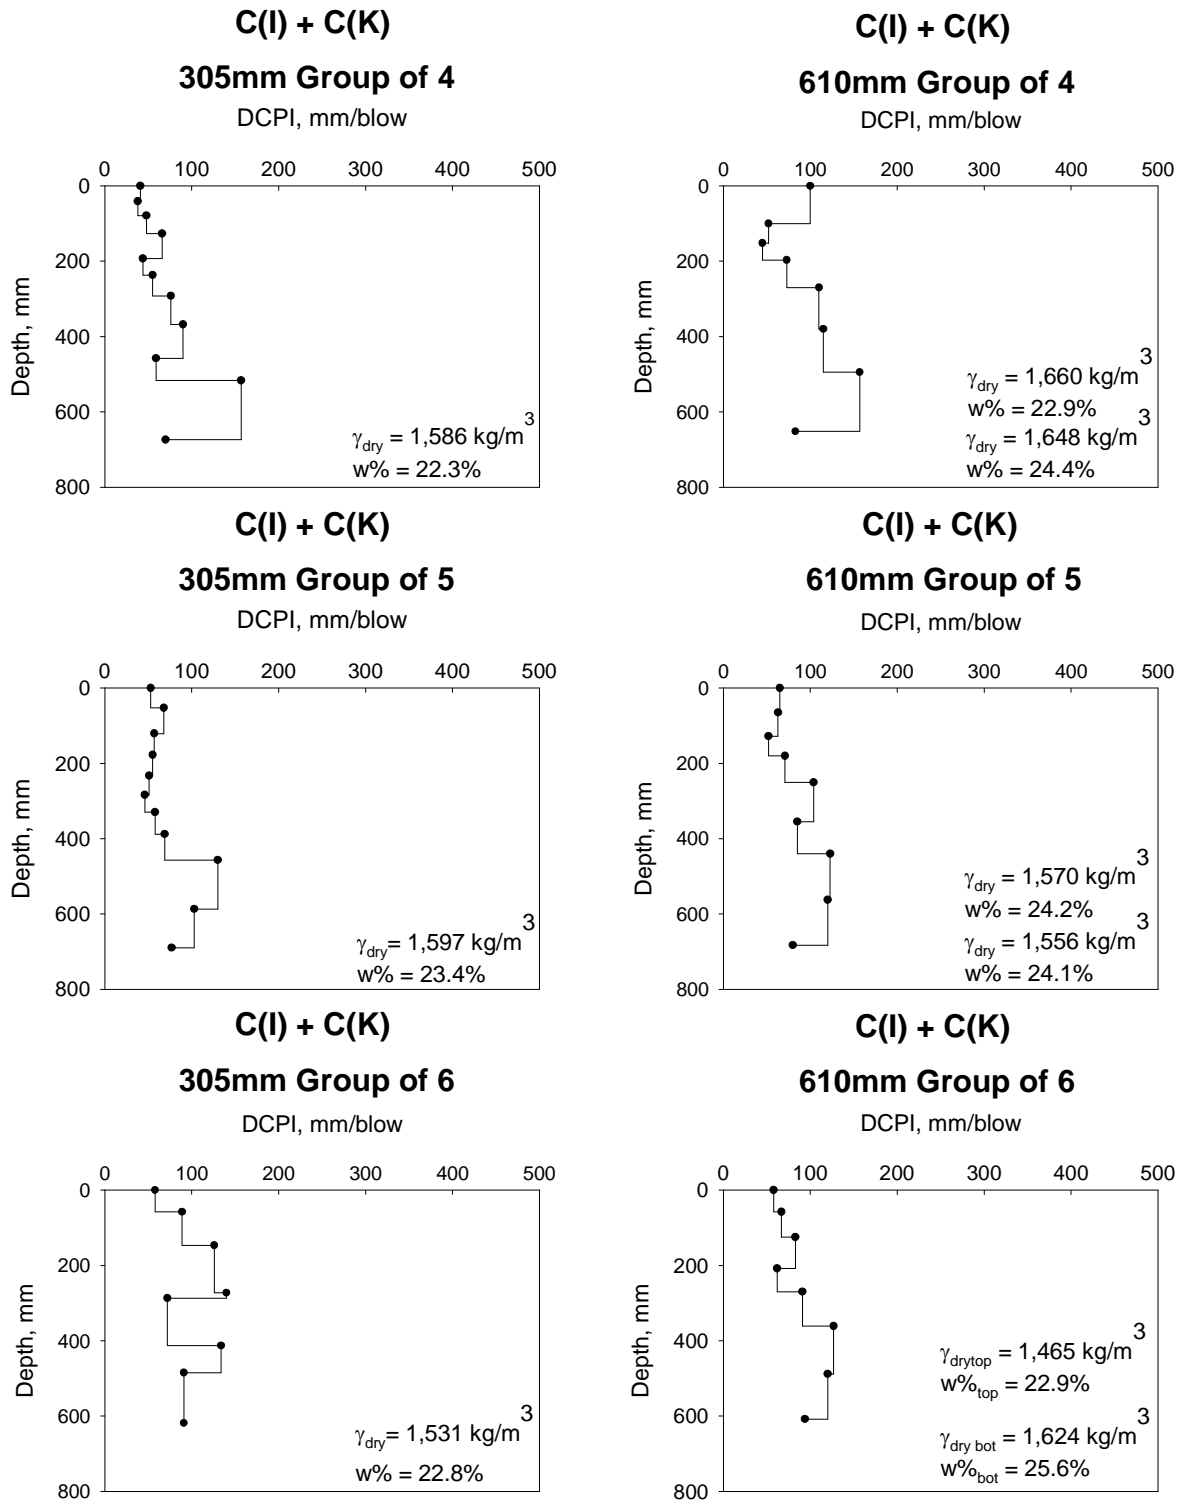 C(I) + C(K)
305mm Group of 4
DCPI, mm/blow
0 100 200 300 400 500
0
200
400
600
800
Depth, mm
γdry = 1,586 kg/m3
w% = 22.3%
C(I) + C(K)
610mm Group of 4
DCPI, mm/blow
0 100 200 300 400 500
0
200
400
600
800
Depth, mm
γdry = 1,660 kg/m3
w% = 22.9%
γdry = 1,648 kg/m3
w% = 24.4%
C(I) + C(K)
305mm Group of 5
DCPI, mm/blow
0 100 200 300 400 500
0
200
400
600
800
Depth, mm
γdry= 1,597 kg/m3
w% = 23.4%
C(I) + C(K)
610mm Group of 5
DCPI, mm/blow
0 100 200 300 400 500
0
200
400
600
800
Depth, mm
γdry = 1,570 kg/m3
w% = 24.2%
γdry = 1,556 kg/m3
w% = 24.1%
C(I) + C(K)
305mm Group of 6
DCPI, mm/blow
0 100 200 300 400 500
0
200
400
600
800
Depth, mm
γdry= 1,531 kg/m3
w% = 22.8%
C(I) + C(K)
610mm Group of 6
DCPI, mm/blow
0 100 200 300 400 500
0
200
400
600
800
Depth, mm
γdrytop = 1,465 kg/m3
w%top = 22.9%
γdry bot = 1,624 kg/m3
w%bot = 25.6%